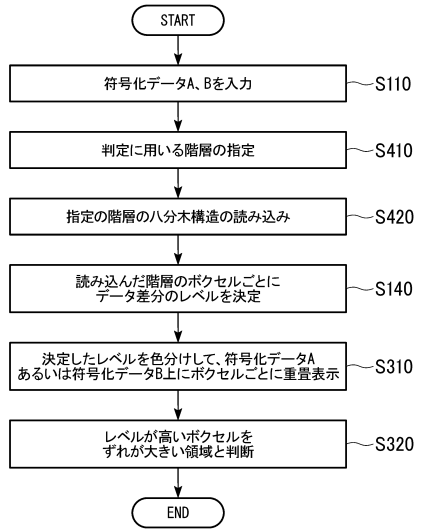 START
符号化データA、Bを入力
S110
判定に用いる階層の指定
S410
指定の階層の八分木構造の読み込み
S420
読み込んだ階層のボクセルごとに
データ差分のレベルを決定
S140
決定したレベルを色分けして、符号化データA
あるいは符号化データB上にボクセルごとに重畳表示
S310
レベルが高いボクセルを
ずれが大きい領域と判断
S320
END